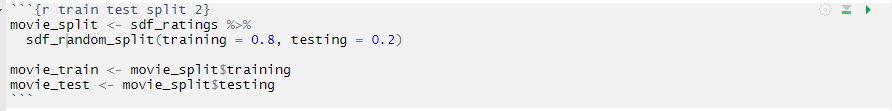 ```{r train test split 2}
movie_split <- sdf_ratings %>%
  sdf_random_split(training = 0.8, testing = 0.2)

movie_train <- movie_split$training
movie_test <- movie_split$testing
```